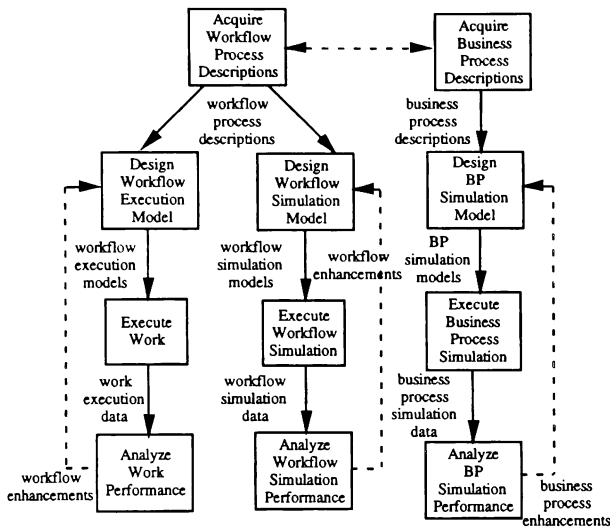 Acquire
Workflow
Process
Descriptions
Acquire
Business
Process
Descriptions
workflow
process
descriptions
business
process
descriptions
Design
Workflow
Execution
Model
Design
Workflow
Simulation
Model
Design
BP
Simulation
Model
workflow
execution
models
workflow
simulation
models
workflow
enhancements
BP
simulation
models
Execute
Work
Execute
Workflow
Simulation
Execute
Business
Process
Simulation
work
execution
data
workflow
simulation
data
business
process
simulation
data
Analyze
Work
Performance
Analyze
Workflow
Simulation
Performance
Analyze
BP
Simulation
Performance
workflow
enhancements
business
process
enhancements